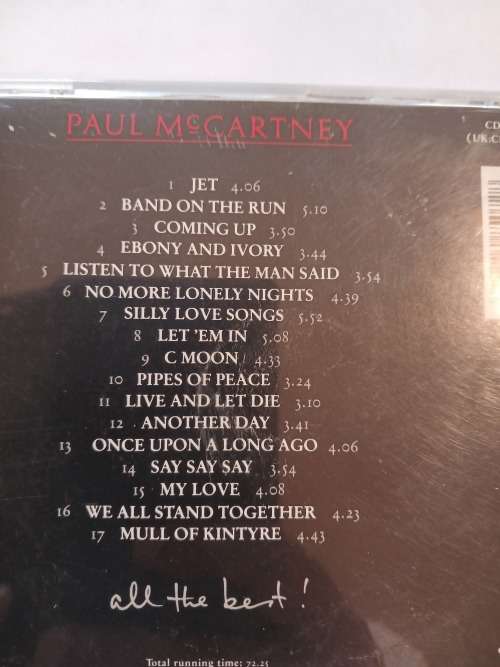 PAUL McCARTNEY
CD
(UK:C
1 JET 4.06
2 BAND ON THE RUN 5.10
3 COMING UP 3.50
4 EBONY AND IVORY 3.44
5 LISTEN TO WHAT THE MAN SAID 3.54
6 NO MORE LONELY NIGHTS 4.39
7 SILLY LOVE SONGS 5.52
8 LET 'EM IN 5.08
9 C MOON 4.33
10 PIPES OF PEACE 3.24
11 LIVE AND LET DIE 3.10
12 ANOTHER DAY 3.41
13 ONCE UPON A LONG AGO 4.06
14 SAY SAY SAY 3.54
15 MY LOVE 4.08
16 WE ALL STAND TOGETHER 4.23
17 MULL OF KINTYRE 4.43
all the best!
Total running time: 72.25